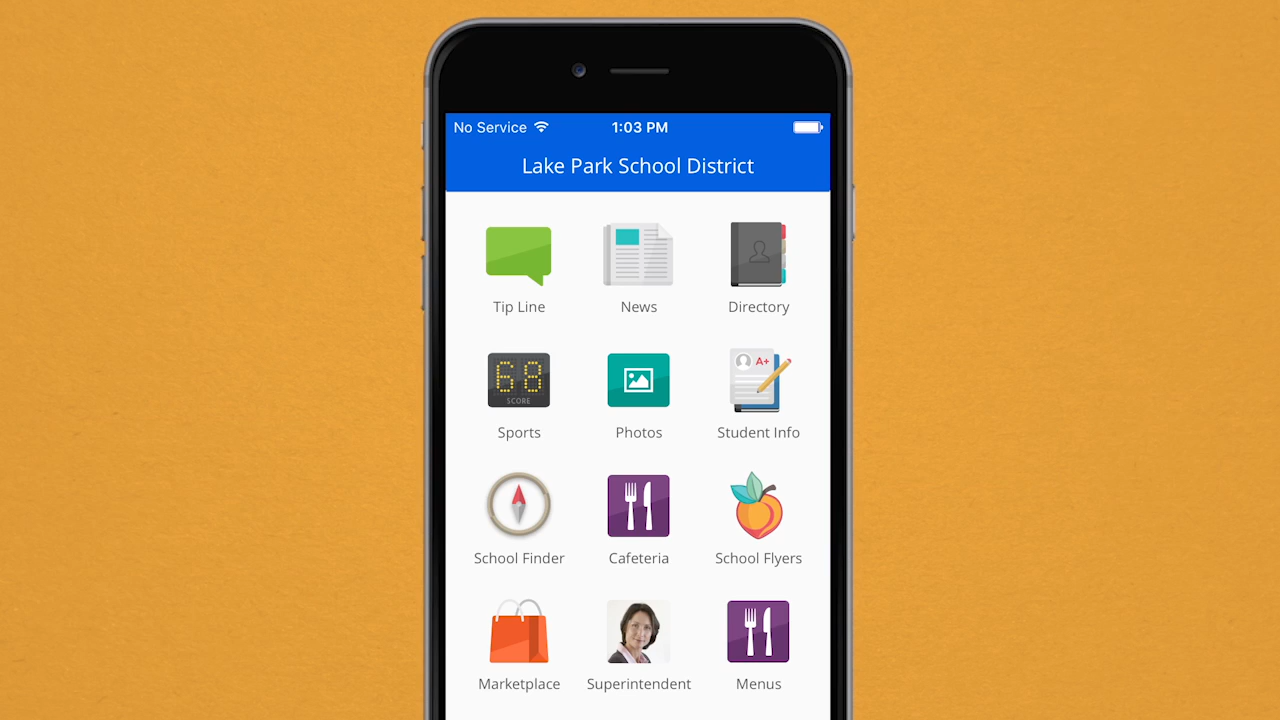 No Service 1:03 PM
Lake Park School District
Tip Line News Directory
68
SCORE
A+
Sports Photos Student Info
School Finder Cafeteria School Flyers
Marketplace Superintendent Menus